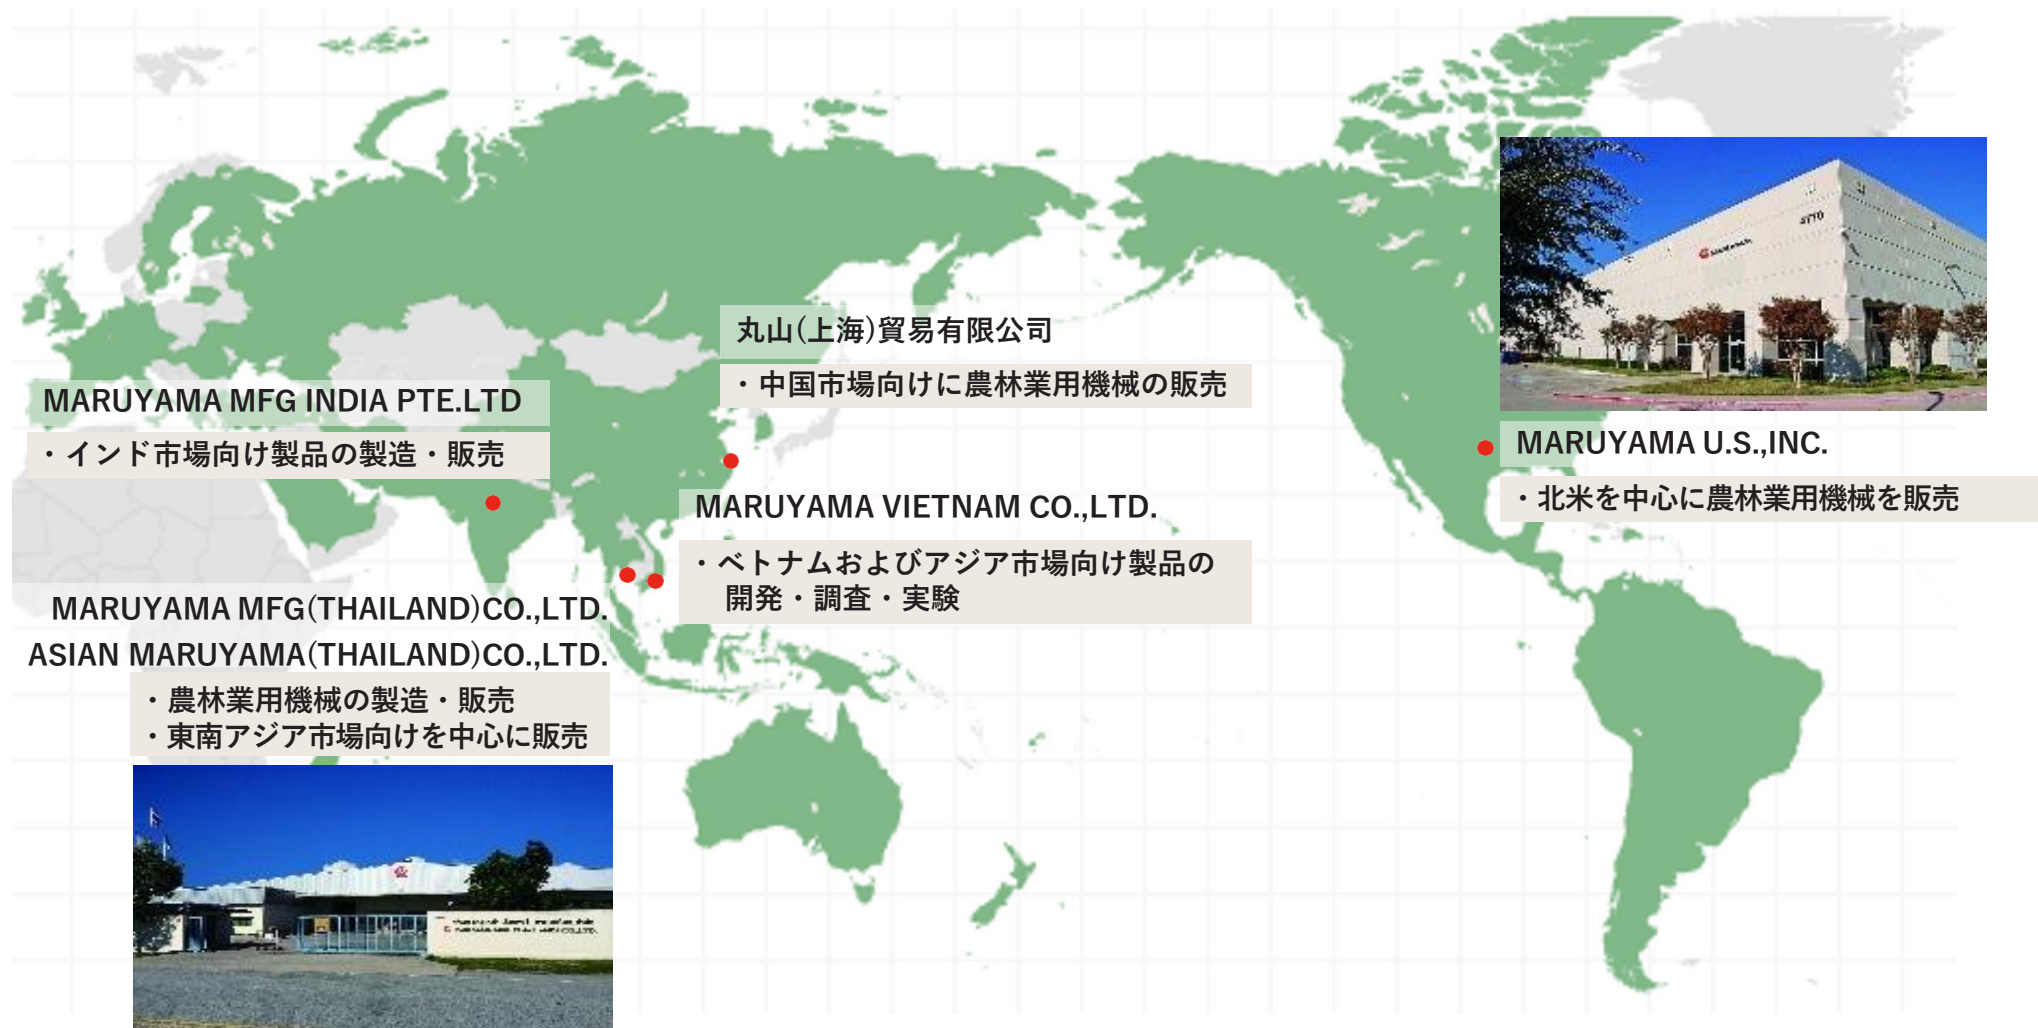 丸山(上海)貿易有限公司
・中国市場向けに農林業用機械の販売
MARUYAMA MFG INDIA PTE.LTD
・インド市場向け製品の製造・販売
4770
MARUYAMA U.S.,INC.
・北米を中心に農林業用機械を販売
MARUYAMA VIETNAM CO.,LTD.
・ベトナムおよびアジア市場向け製品の
開発・調査・実験
MARUYAMA MFG(THAILAND)CO.,LTD.
ASIAN MARUYAMA(THAILAND)CO.,LTD.
・農林業用機械の製造・販売
・東南アジア市場向けを中心に販売